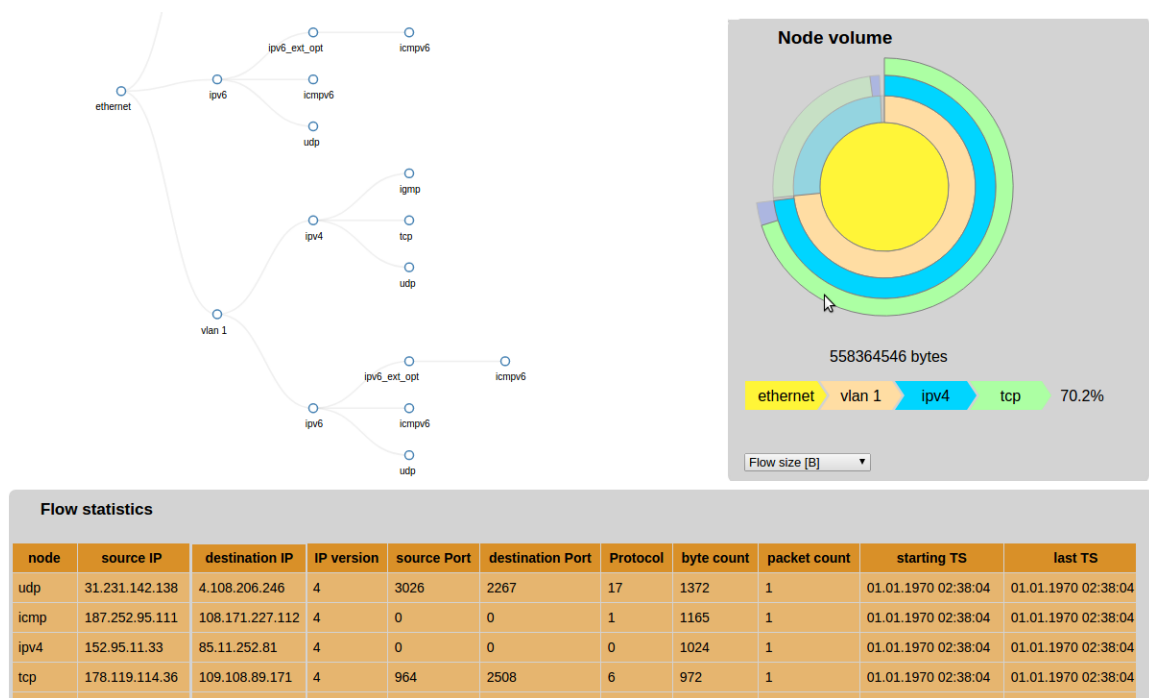 ipv6_ext_opt
icmpv6
ethernet
ipv6
icmpv6
udp
igmp
ipv4
tcp
udp
vlan 1
ipv6_ext_opt
icmpv6
ipv6
icmpv6
udp
Node volume
558364546 bytes
ethernet vlan 1 ipv4 tcp 70.2%
Flow size [B]
Flow statistics
node source IP destination IP IP version source Port destination Port Protocol byte count packet count starting TS last TS
udp 31.231.142.138 4.108.206.246 4 3026 2267 17 1372 1 01.01.1970 02:38:04 01.01.1970 02:38:04
icmp 187.252.95.111 108.171.227.112 4 0 0 1 1165 1 01.01.1970 02:38:04 01.01.1970 02:38:04
ipv4 152.95.11.33 85.11.252.81 4 0 0 0 1024 1 01.01.1970 02:38:04 01.01.1970 02:38:04
tcp 178.119.114.36 109.108.89.171 4 964 2508 6 972 1 01.01.1970 02:38:04 01.01.1970 02:38:04